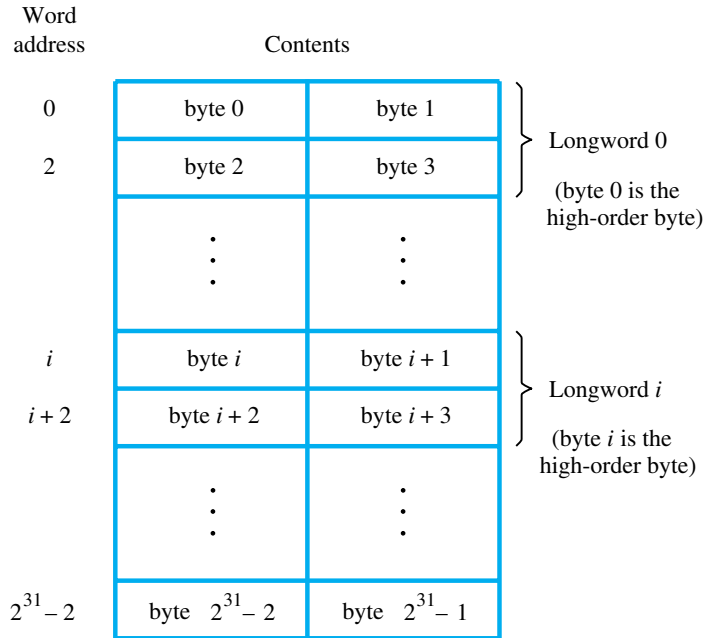 Word
address
Contents
0
byte 0
byte 1
Longword 0
2
byte 2
byte 3
(byte 0 is the
high-order byte)
i
byte i
byte i + 1
Longword i
i + 2
byte i + 2
byte i + 3
(byte i is the
high-order byte)
2^31 – 2
byte 2^31 – 2
byte 2^31 – 1